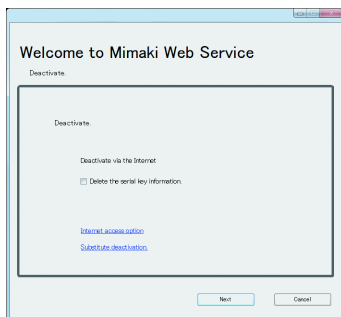 Welcome to Mimaki Web Service
Deactivate.
Deactivate.
Deactivate via the Internet
Delete the serial key information.
Internet access option
Substitute deactivation.
Next
Cancel